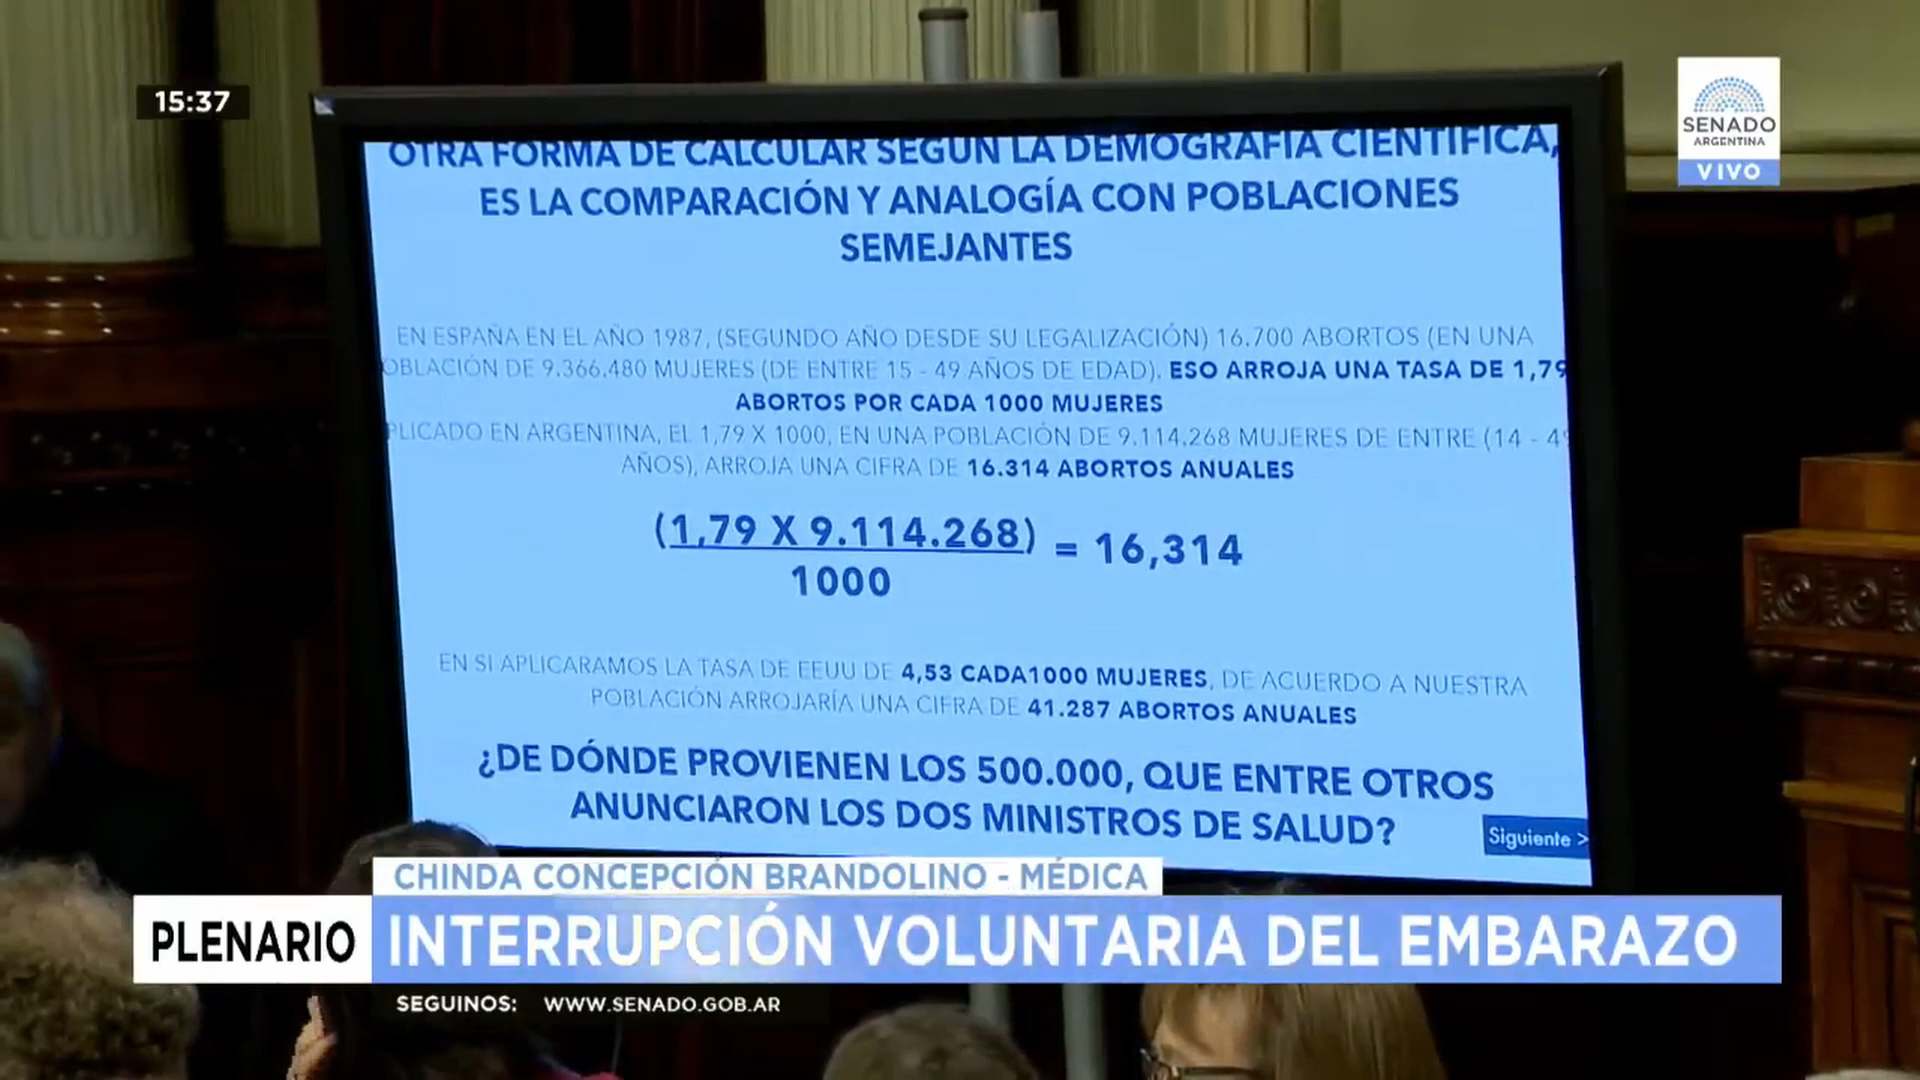 15:37
SENADO
ARGENTINA
VIVO
OTRA FORMA DE CALCULAR SEGÚN LA DEMOGRAFÍA CIENTÍFICA,
ES LA COMPARACIÓN Y ANALOGÍA CON POBLACIONES
SEMEJANTES
EN ESPAÑA EN EL AÑO 1987, (SEGUNDO AÑO DESDE SU LEGALIZACIÓN) 16.700 ABORTOS (EN UNA
OBLACIÓN DE 9.366.480 MUJERES (DE ENTRE 15 - 49 AÑOS DE EDAD). ESO ARROJA UNA TASA DE 1,79
ABORTOS POR CADA 1000 MUJERES
PLICADO EN ARGENTINA, EL 1,79 X 1000, EN UNA POBLACIÓN DE 9.114.268 MUJERES DE ENTRE (14 - 49
AÑOS), ARROJA UNA CIFRA DE 16.314 ABORTOS ANUALES
(1,79 X 9.114.268)
= 16,314
1000
EN SI APLICARAMOS LA TASA DE EEUU DE 4,53 CADA1000 MUJERES, DE ACUERDO A NUESTRA
POBLACIÓN ARROJARÍA UNA CIFRA DE 41.287 ABORTOS ANUALES
¿DE DÓNDE PROVIENEN LOS 500.000, QUE ENTRE OTROS
ANUNCIARON LOS DOS MINISTROS DE SALUD?
Siguiente >
CHINDA CONCEPCIÓN BRANDOLINO - MÉDICA
PLENARIO
INTERRUPCIÓN VOLUNTARIA DEL EMBARAZO
SEGUINOS: WWW.SENADO.GOB.AR